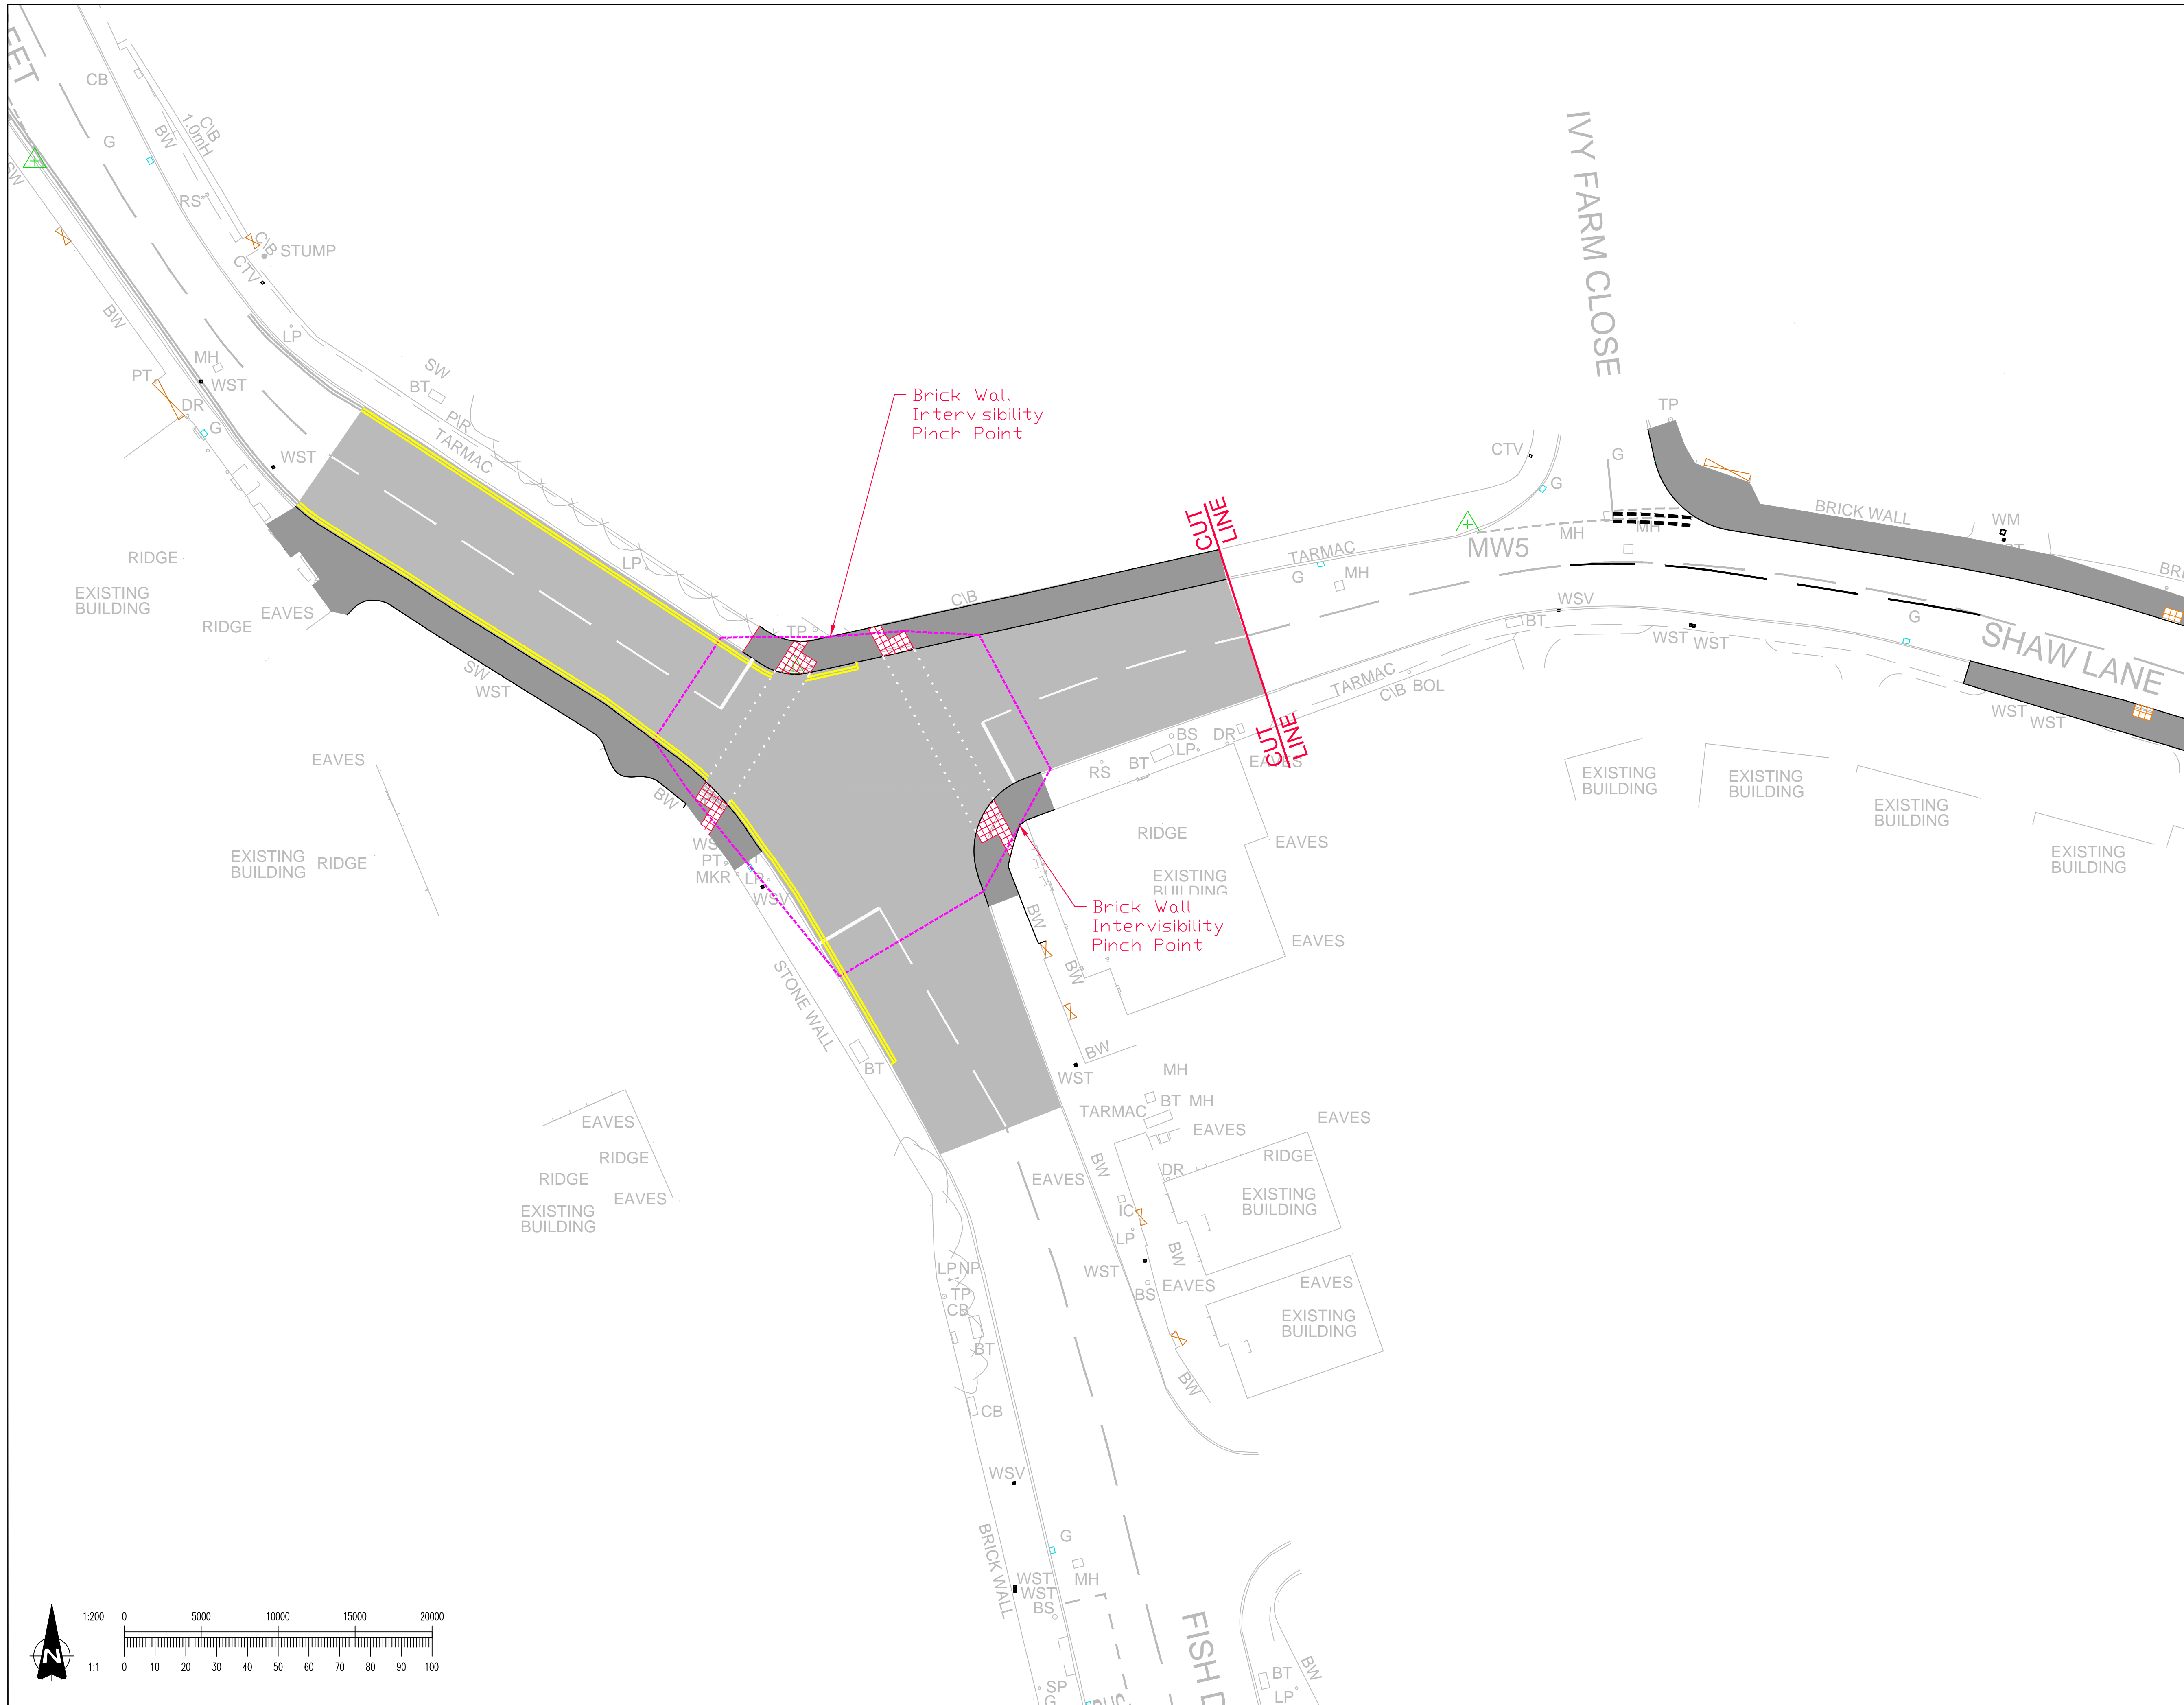 CB
G
BW
C\B
1.0mH
RS
SW
C\B
STUMP
CTV
BW
LP
MH
PT
WST
DR
G
SW
BT
P\R
TARMAC
WST
Brick Wall
Intervisibility
Pinch Point
IVY FARM CLOSE
TP
CTV
G
G
BRICK WALL
WM
CUT
LINE
MW5
MH
MH
TARMAC
G
MH
C\B
LP
RIDGE
EXISTING
BUILDING
RIDGE
EAVES
TP
WSV
BT
G
WST
WST
SHAW LANE
SW
WST
TARMAC
C\B
BOL
WST
WST
BS
DR
LP
CUT
LINE
RS
BT
EAVES
EAVES
EXISTING
BUILDING
EXISTING
BUILDING
EXISTING
BUILDING
EXISTING
BUILDING
BW
RIDGE
EAVES
EXISTING
BUILDING
RIDGE
PT
MKR
LP
WSV
EXISTING
BUILDING
Brick Wall
Intervisibility
Pinch Point
BW
EAVES
BW
STONE WALL
BT
BW
WST
MH
TARMAC
BT
MH
EAVES
EAVES
EAVES
RIDGE
RIDGE
EAVES
EXISTING
BUILDING
BW
EAVES
DR
RIDGE
EXISTING
BUILDING
IC
LP
BW
LP
NP
TP
CB
BT
WST
BS
EAVES
EAVES
EXISTING
BUILDING
BW
CB
WSV
BRICK WALL
G
WST
WST
MH
BS
FISH D
BT
LP
BW
SP
G
N
1:200
0
5000
10000
15000
20000
1:1
0
10
20
30
40
50
60
70
80
90
100